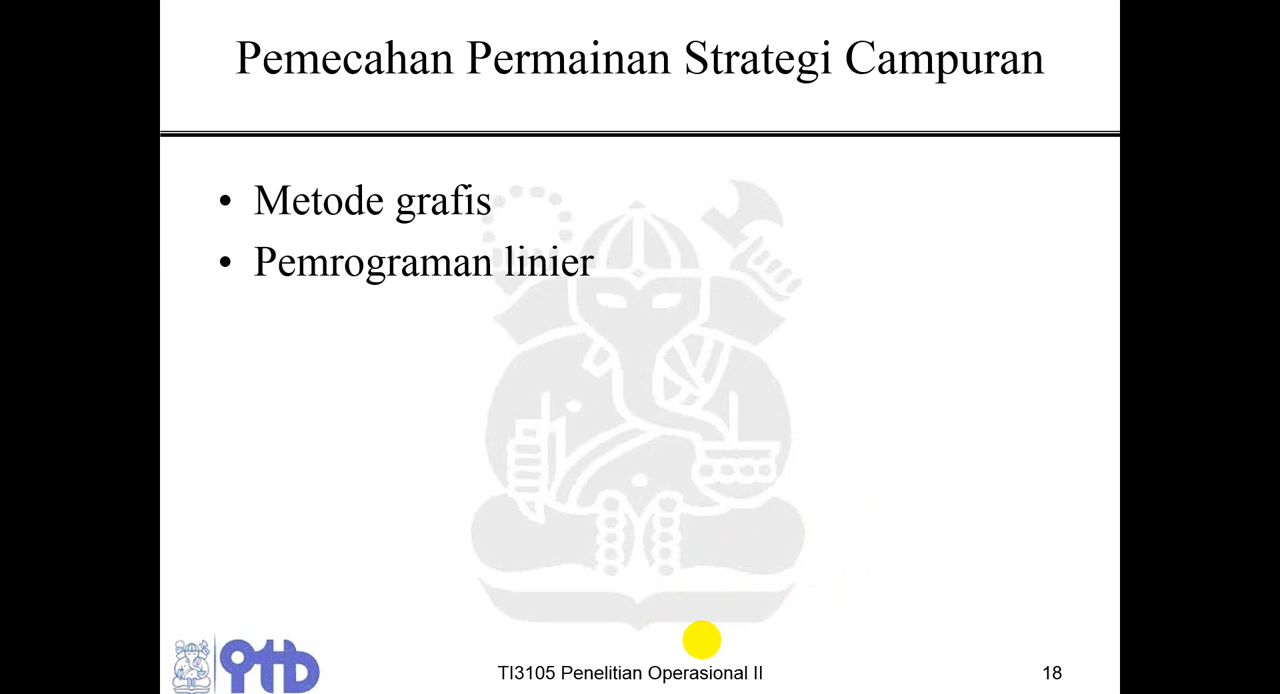 Pemecahan Permainan Strategi Campuran
• Metode grafis
• Pemrograman linier
itb
TI3105 Penelitian Operasional II
18